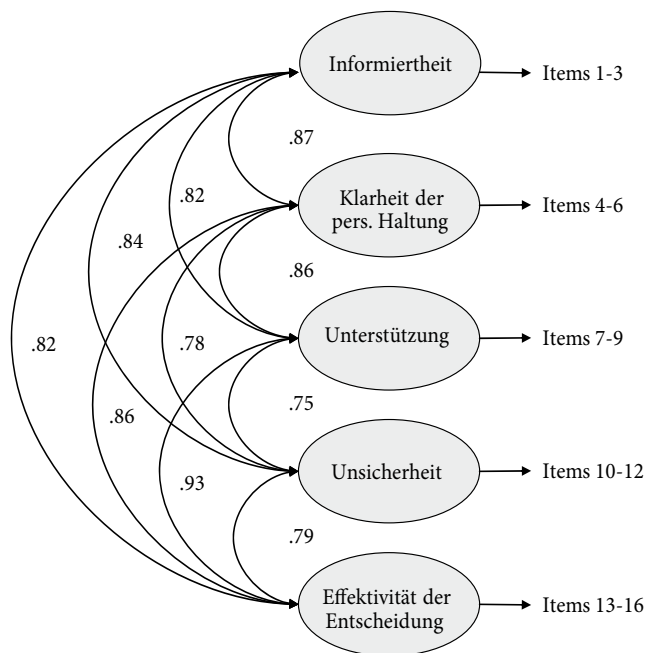 Informiertheit
Items 1-3
.87
.82
Klarheit der
pers. Haltung
Items 4-6
.84
.86
.82
.78
Unterstützung
Items 7-9
.86
.75
.93
Unsicherheit
Items 10-12
.79
Effektivität der
Entscheidung
Items 13-16